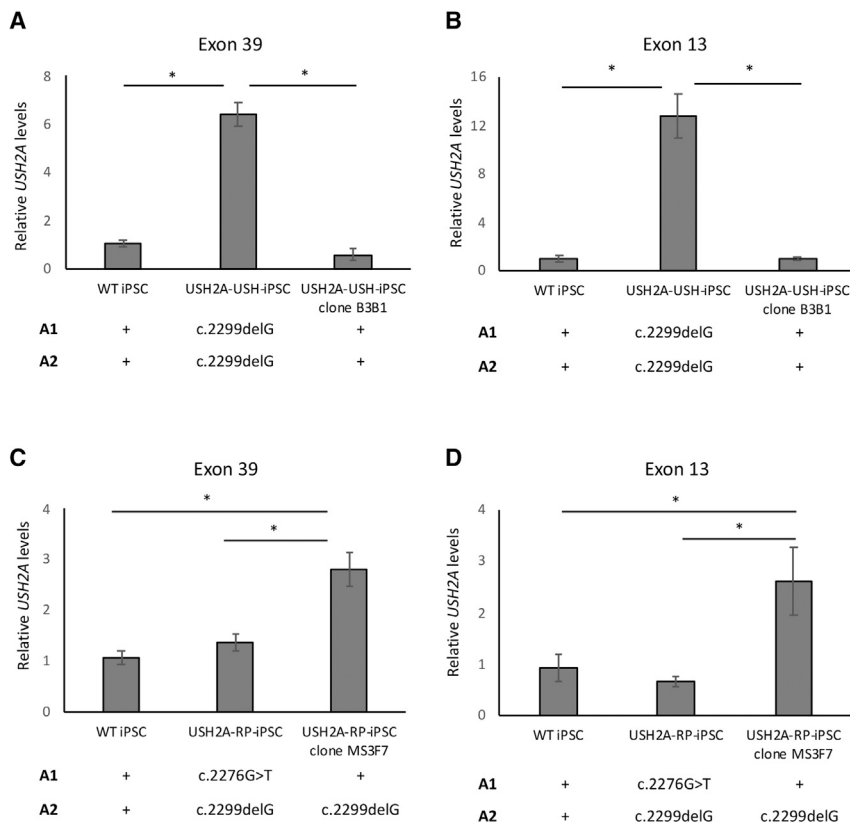 A
Exon 39
Relative USH2A levels
8
6
4
2
0
*
*
WT iPSC
USH2A-USH-iPSC
USH2A-USH-iPSC
clone B3B1
A1 + c.2299delG +
A2 + c.2299delG +
B
Exon 13
Relative USH2A levels
16
12
8
4
0
*
*
WT iPSC
USH2A-USH-iPSC
USH2A-USH-iPSC
clone B3B1
A1 + c.2299delG +
A2 + c.2299delG +
C
Exon 39
Relative USH2A levels
4
3
2
1
0
*
*
WT iPSC
USH2A-RP-iPSC
USH2A-RP-iPSC
clone MS3F7
A1 + c.2276G>T +
A2 + c.2299delG c.2299delG
D
Exon 13
Relative USH2A levels
4
3
2
1
0
*
*
WT iPSC
USH2A-RP-iPSC
USH2A-RP-iPSC
clone MS3F7
A1 + c.2276G>T +
A2 + c.2299delG c.2299delG